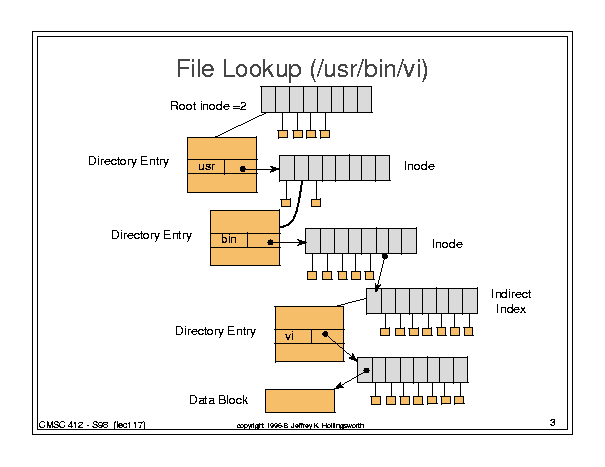 File Lookup (/usr/bin/vi)
Root inode =2
Directory Entry
usr
Inode
Directory Entry
bin
Inode
Indirect
Index
Directory Entry
vi
Data Block
CMSC 412 - S98 (lect 17)
copyright 1996-8 Jeffrey K. Hollingsworth
3